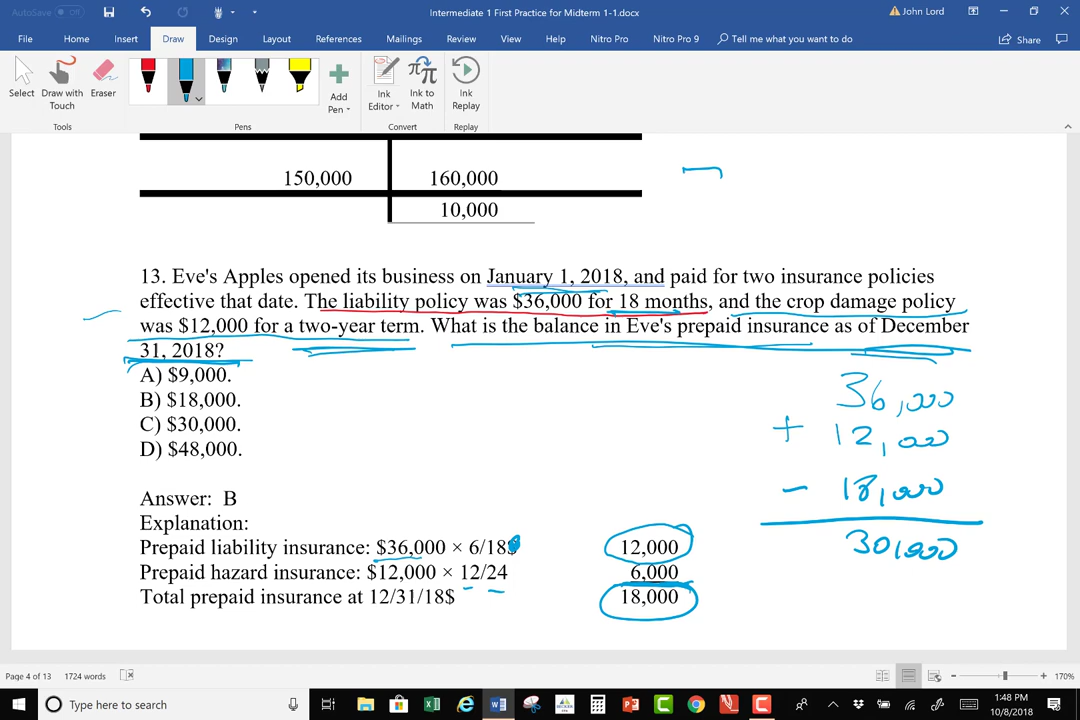 AutoSave Off
Intermediate 1 First Practice for Midterm 1-1.docx
John Lord
File Home Insert Draw Design Layout References Mailings Review View Help Nitro Pro Nitro Pro 9 Tell me what you want to do
Share
Select
Draw with Touch
Eraser
Add Pen
Ink Editor
Ink to Math
Ink Replay
Tools
Pens
Convert
Replay
150,000 160,000
10,000
13. Eve's Apples opened its business on January 1, 2018, and paid for two insurance policies
effective that date. The liability policy was $36,000 for 18 months, and the crop damage policy
was $12,000 for a two-year term. What is the balance in Eve's prepaid insurance as of December
31, 2018?
A) $9,000.
B) $18,000.
C) $30,000.
D) $48,000.
36,000
+ 12,000
- 18,000
30,000
Answer: B
Explanation:
Prepaid liability insurance: $36,000 × 6/18$ 12,000
Prepaid hazard insurance: $12,000 × 12/24 6,000
Total prepaid insurance at 12/31/18$ 18,000
Page 4 of 13 1724 words
170%
Type here to search
1:48 PM
10/8/2018